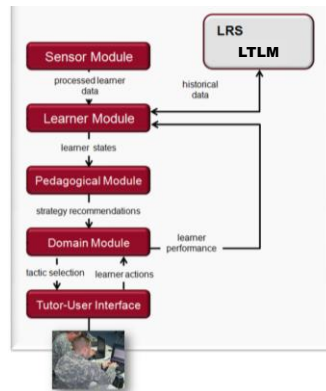 LRS
LTLM
Sensor Module
processed learner
data
historical
data
Learner Module
learner states
Pedagogical Module
strategy recommendations
Domain Module
learner
performance
tactic selection
learner actions
Tutor-User Interface